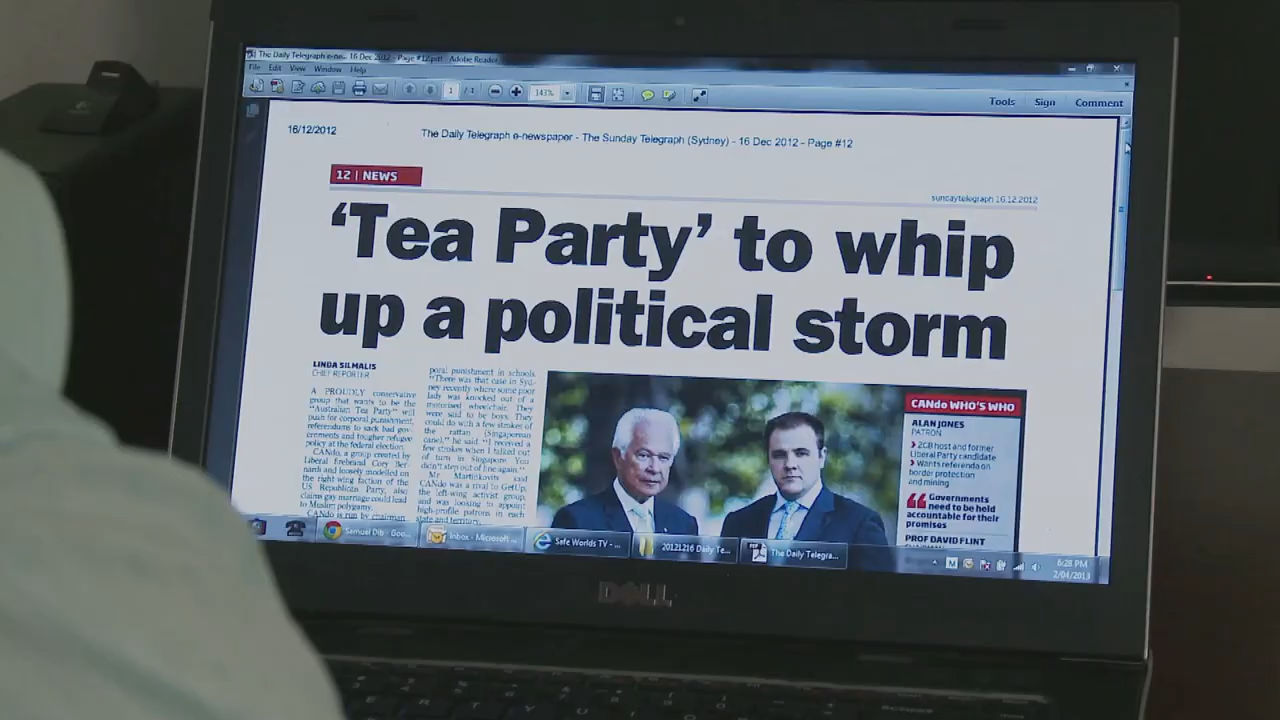 The Daily Telegraph e-ne... 16 Dec 2012 - Page #12.pdf - Adobe Reader
File Edit View Window Help
1 / 1 143% Tools Sign Comment
16/12/2012 The Daily Telegraph e-newspaper - The Sunday Telegraph (Sydney) - 16 Dec 2012 - Page #12
12 | NEWS
sundaytelegraph 16.12.2012
‘Tea Party’ to whip
up a political storm
LINDA SILMALIS
CHIEF REPORTER
A PROUDLY conservative
group that wants to be the
“Australian Tea Party” will
push for corporal punishment,
referendums to sack bad gov-
ernments and tougher refugee
policy at the federal election.
CANdo, a group created by
Liberal firebrand Cory Ber-
nardi and loosely modelled on
the right wing faction of the
US Republican Party, also
claims gay marriage could lead
to Muslim polygamy.
CANdo is run by chairman
poral punishment in schools.
“There was that case in Syd-
ney recently where some poor
lady was knocked out of a
motorised wheelchair. They
were said to be boys. They
could do with a few strokes of
the rattan (Singaporean
cane),” he said. “I received a
few strokes when I talked out
of turn in Singapore. You
didn't step out of line again.”
Mr Martinkovits said
CANdo was a rival to GetUp,
the left-wing activist group,
and was looking to appoint
high-profile patrons in each
state and territory.
CANdo WHO'S WHO
ALAN JONES
PATRON
2GB host and former
Liberal Party candidate
Wants referenda on
border protection
and mining
Governments
need to be held
accountable for their
promises
PROF DAVID FLINT
Samuel Dib - Goo...
Inbox - Microsoft ...
Safe Worlds TV - ...
20121216 Daily Te...
The Daily Telegra...
6:28 PM
2/04/2013
DELL